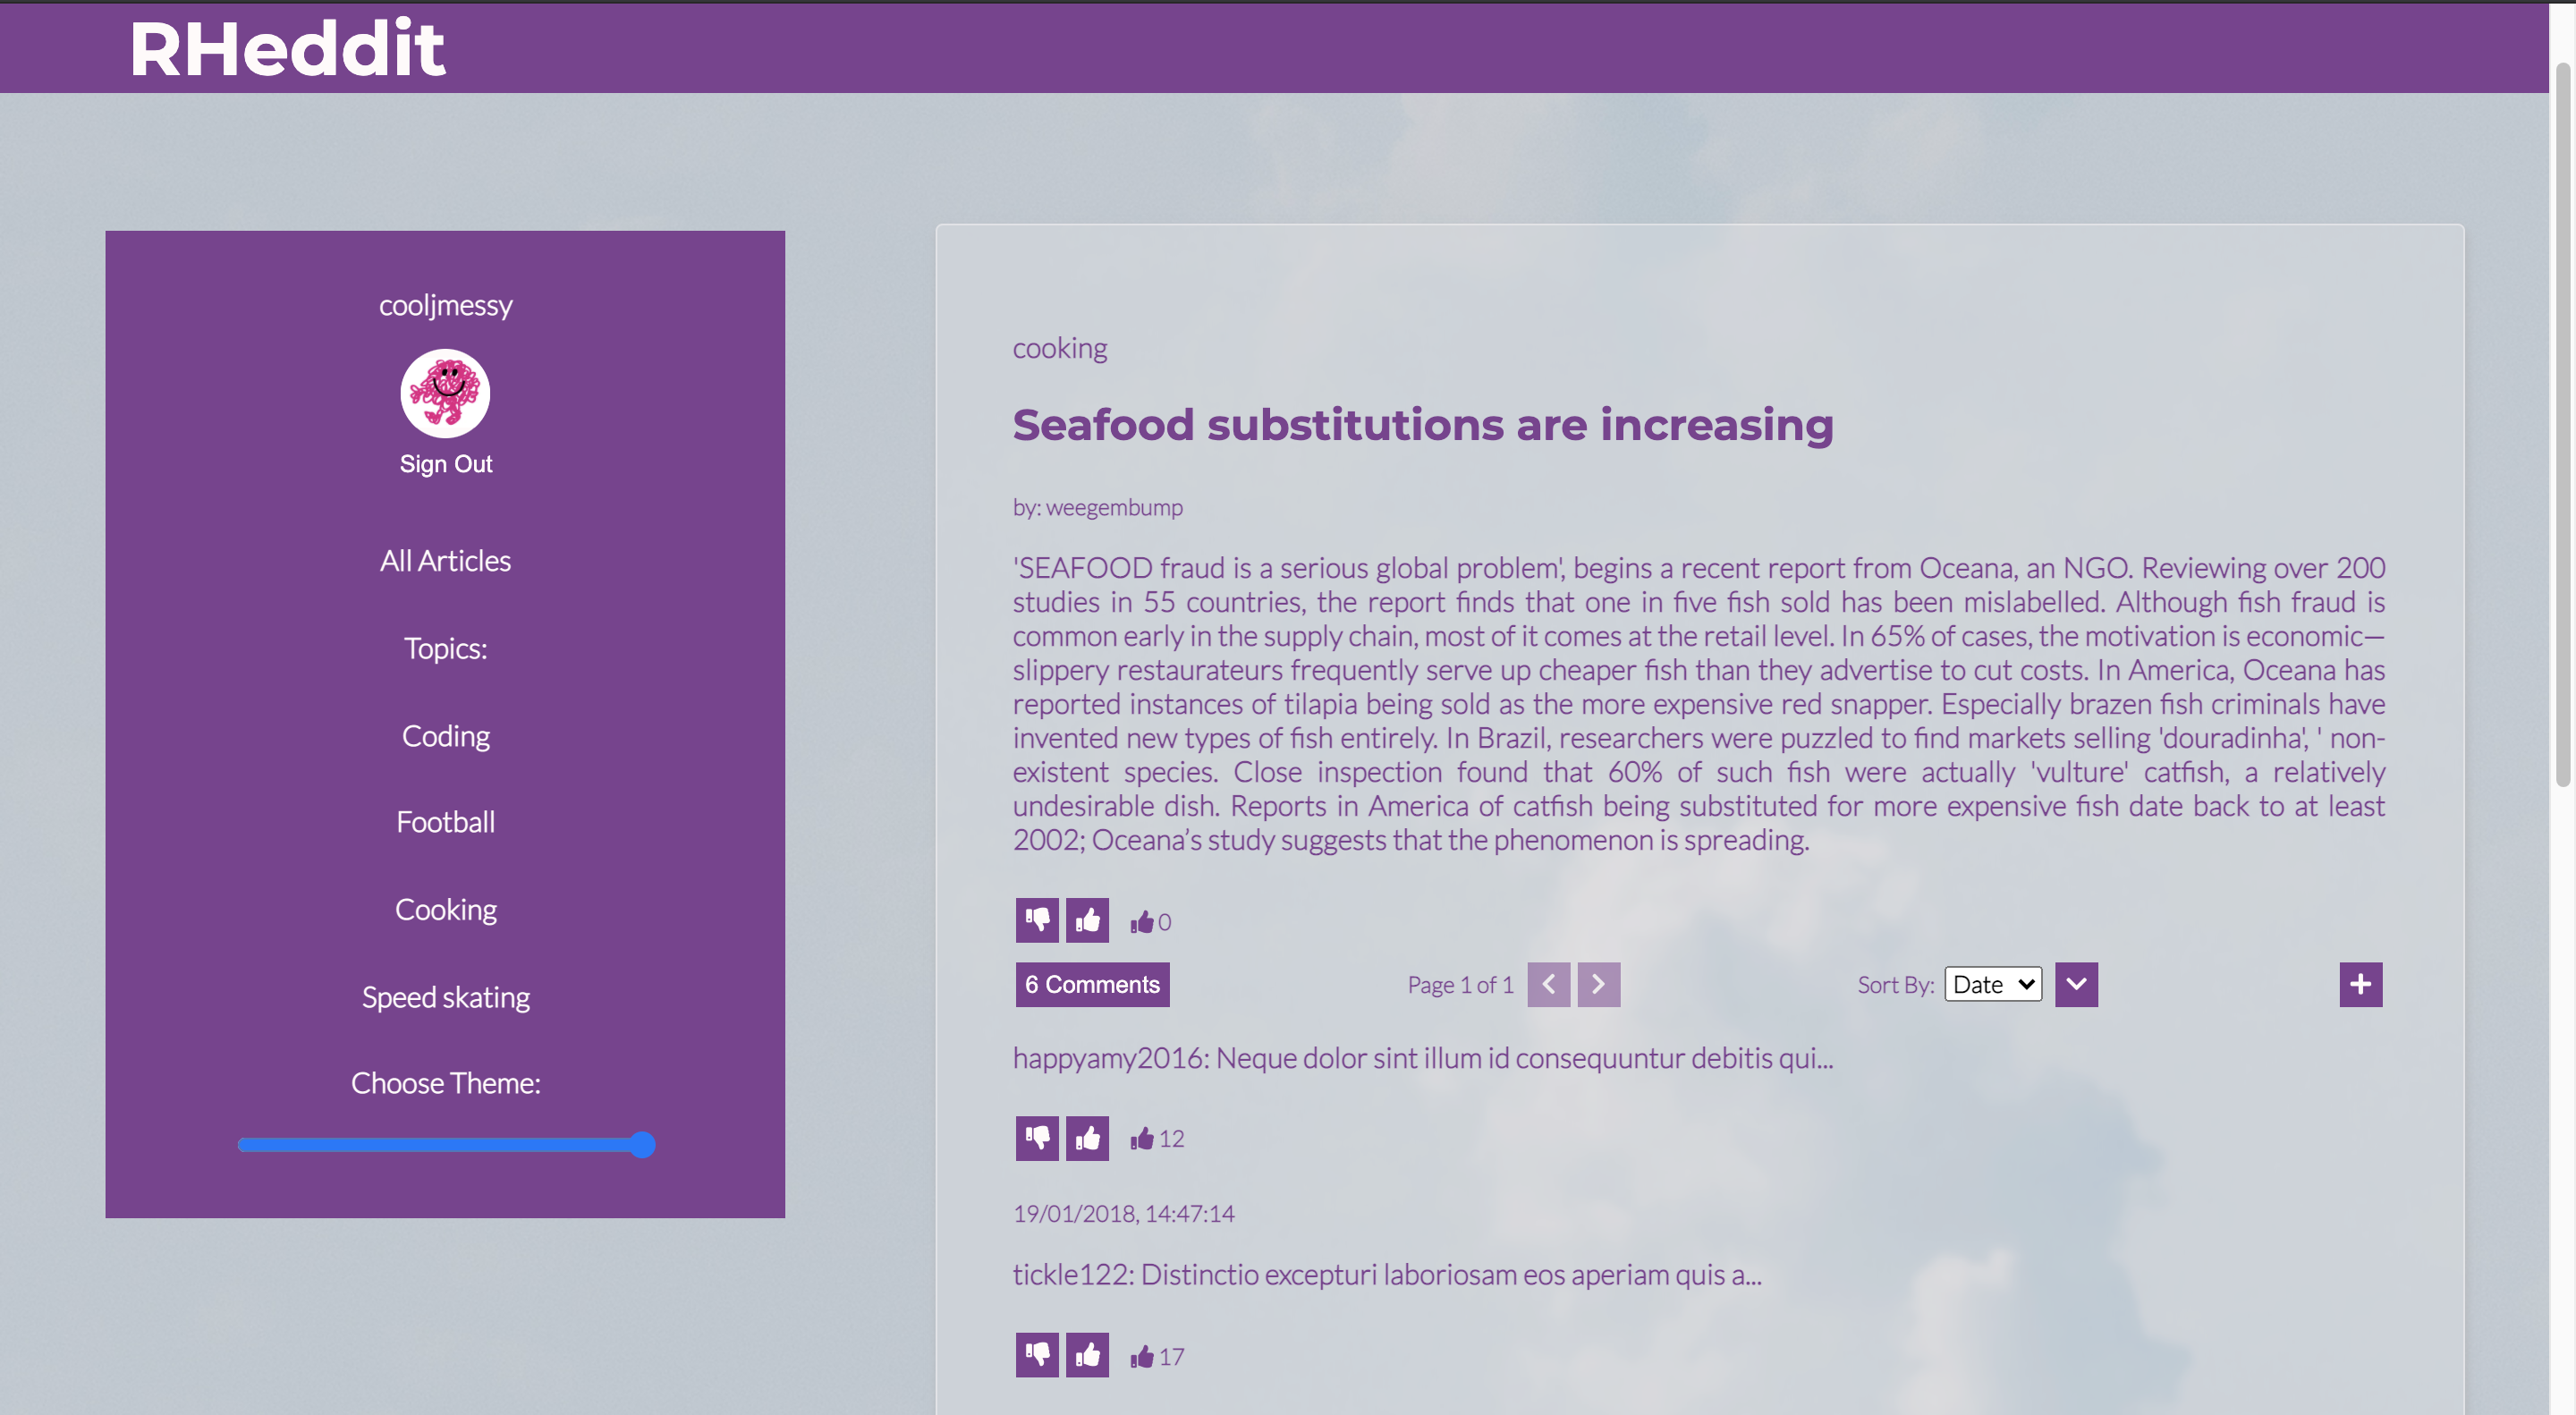 RHeddit
cooljmessy
Sign Out
All Articles
Topics:
Coding
Football
Cooking
Speed skating
Choose Theme:
cooking
Seafood substitutions are increasing
by: weegembump
'SEAFOOD fraud is a serious global problem', begins a recent report from Oceana, an NGO. Reviewing over 200
studies in 55 countries, the report finds that one in five fish sold has been mislabelled. Although fish fraud is
common early in the supply chain, most of it comes at the retail level. In 65% of cases, the motivation is economic—
slippery restaurateurs frequently serve up cheaper fish than they advertise to cut costs. In America, Oceana has
reported instances of tilapia being sold as the more expensive red snapper. Especially brazen fish criminals have
invented new types of fish entirely. In Brazil, researchers were puzzled to find markets selling 'douradinha', ' non-
existent species. Close inspection found that 60% of such fish were actually 'vulture' catfish, a relatively
undesirable dish. Reports in America of catfish being substituted for more expensive fish date back to at least
2002; Oceana’s study suggests that the phenomenon is spreading.
0
6 Comments Page 1 of 1 Sort By: Date
happyamy2016: Neque dolor sint illum id consequuntur debitis qui...
12
19/01/2018, 14:47:14
tickle122: Distinctio excepturi laboriosam eos aperiam quis a...
17